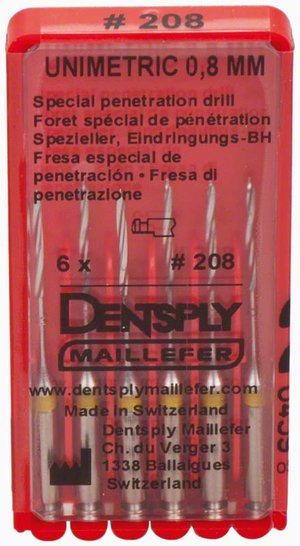 # 208
UNIMETRIC 0,8 MM
Special penetration drill
Foret spécial de pénétration
Spezieller, Eindringungs-BH
Fresa especial de
penetración • Fresa di
penetrazione
6 x # 208
DENTSPLY
MAILLEFER
www.dentsplymaillefer.com
Made in Switzerland
Dentsply Maillefer
Ch. du Verger 3
1338 Ballaigues
Switzerland